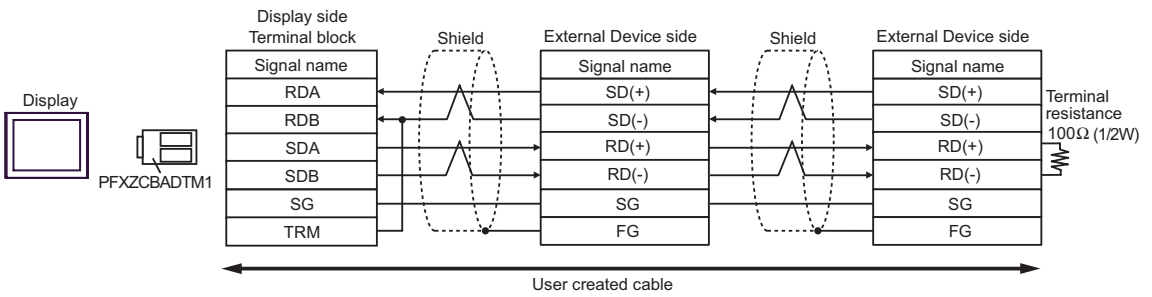 Display side
Terminal block
Shield
External Device side
Shield
External Device side
Signal name
Signal name
Signal name
Display
RDA
SD(+)
SD(+)
Terminal
resistance
100Ω (1/2W)
RDB
SD(-)
SD(-)
SDA
RD(+)
RD(+)
SDB
RD(-)
RD(-)
PFXZCBADTM1
SG
SG
SG
TRM
FG
FG
User created cable